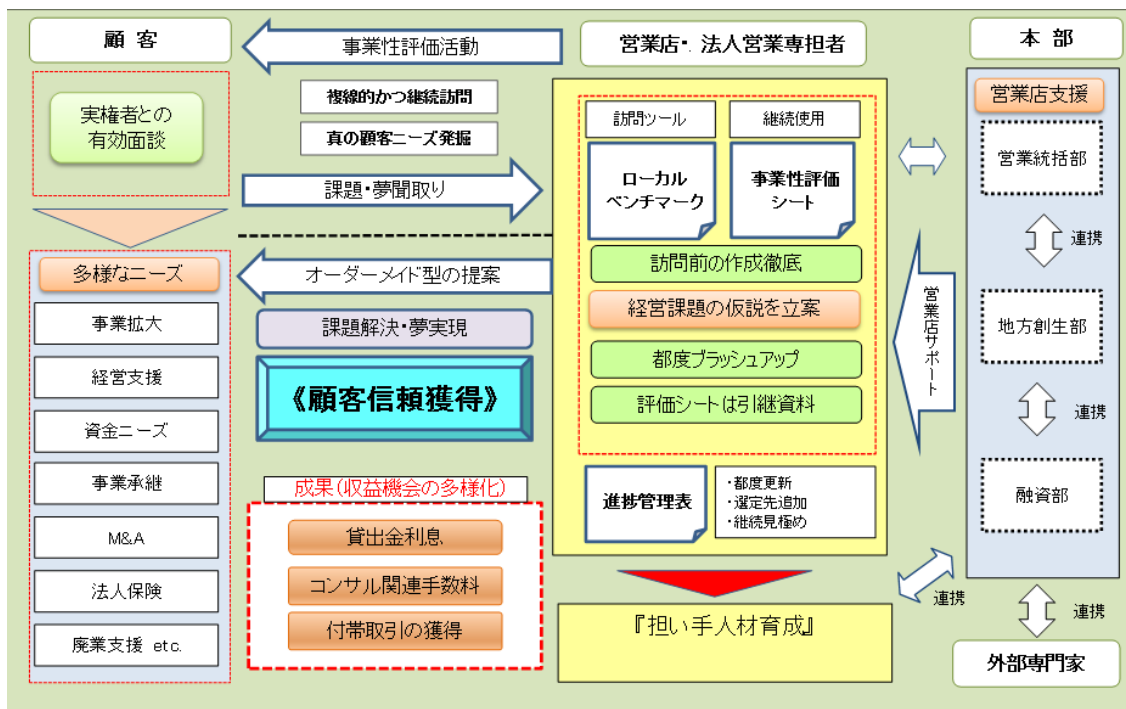 顧 客
事業性評価活動
営業店・法人営業専担者
本 部
実権者との
有効面談
複線的かつ継続訪問
真の顧客ニーズ発掘
課題・夢聞取り
訪問ツール
継続使用
ローカル
ベンチマーク
事業性評価
シート
営業店支援
営業統括部
連携
地方創生部
連携
融資部
営業店サポート
多様なニーズ
事業拡大
経営支援
資金ニーズ
事業承継
M&A
法人保険
廃業支援 etc.
オーダーメイド型の提案
課題解決・夢実現
《顧客信頼獲得》
訪問前の作成徹底
経営課題の仮説を立案
都度ブラッシュアップ
評価シートは引継資料
成果(収益機会の多様化)
貸出金利息
コンサル関連手数料
付帯取引の獲得
進捗管理表
・都度更新
・選定先追加
・継続見極め
『担い手人材育成』
連携
連携
外部専門家